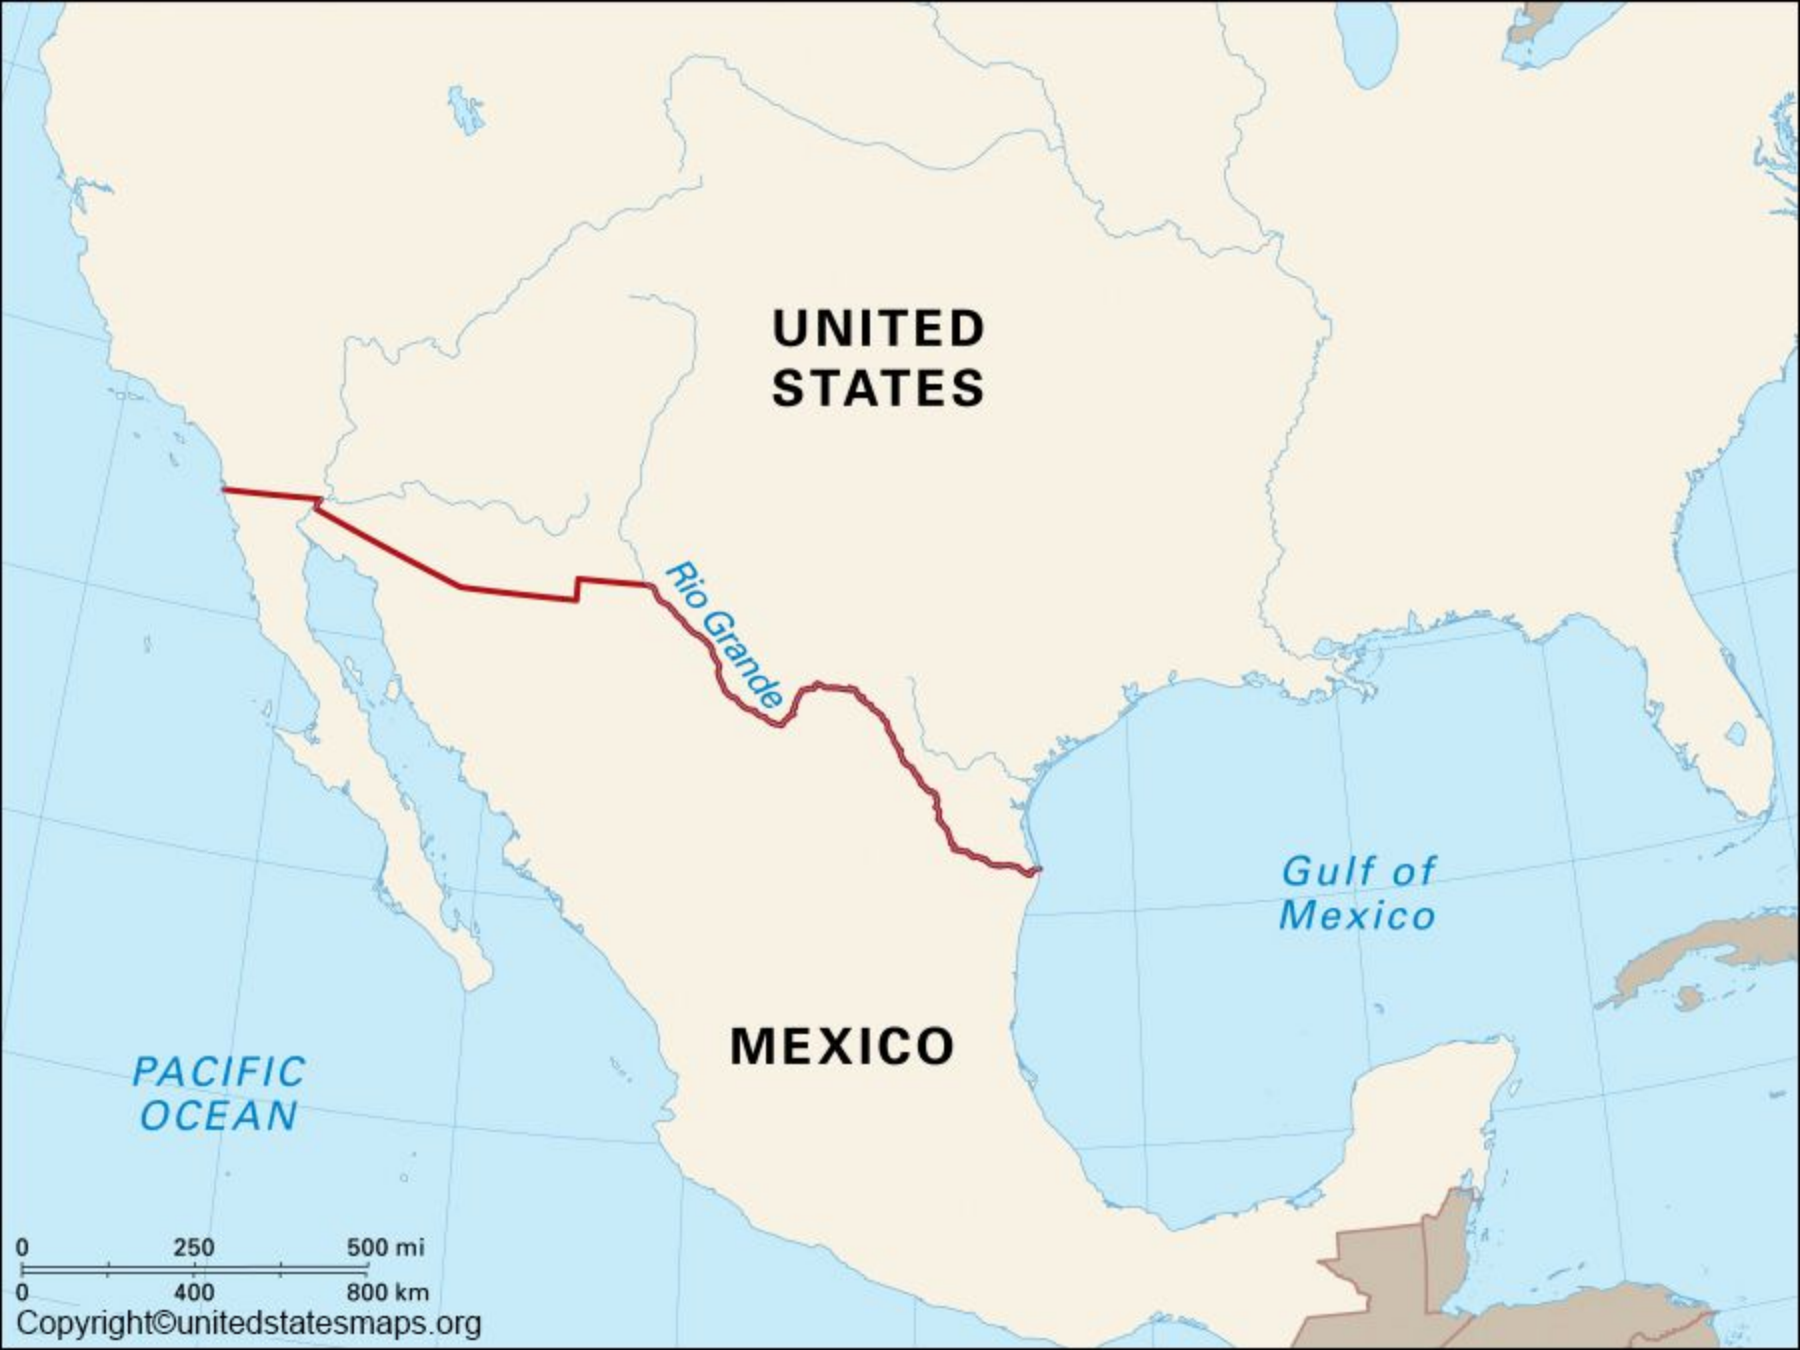 UNITED
STATES
Rio Grande
Gulf of
Mexico
MEXICO
PACIFIC
OCEAN
0 250 500 mi
0 400 800 km
Copyright©unitedstatesmaps.org